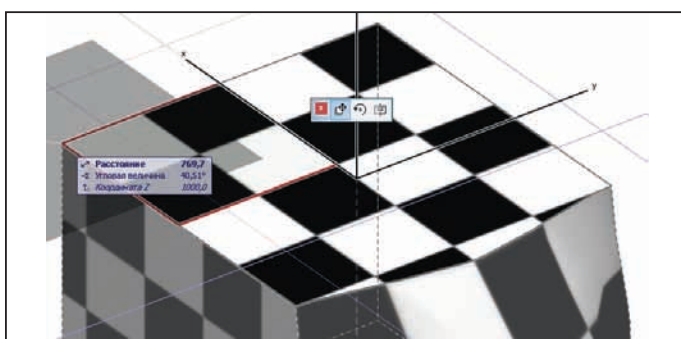 x
y
Расстояние 769,7
Угловая величина 40,51°
Координата Z 1000,0